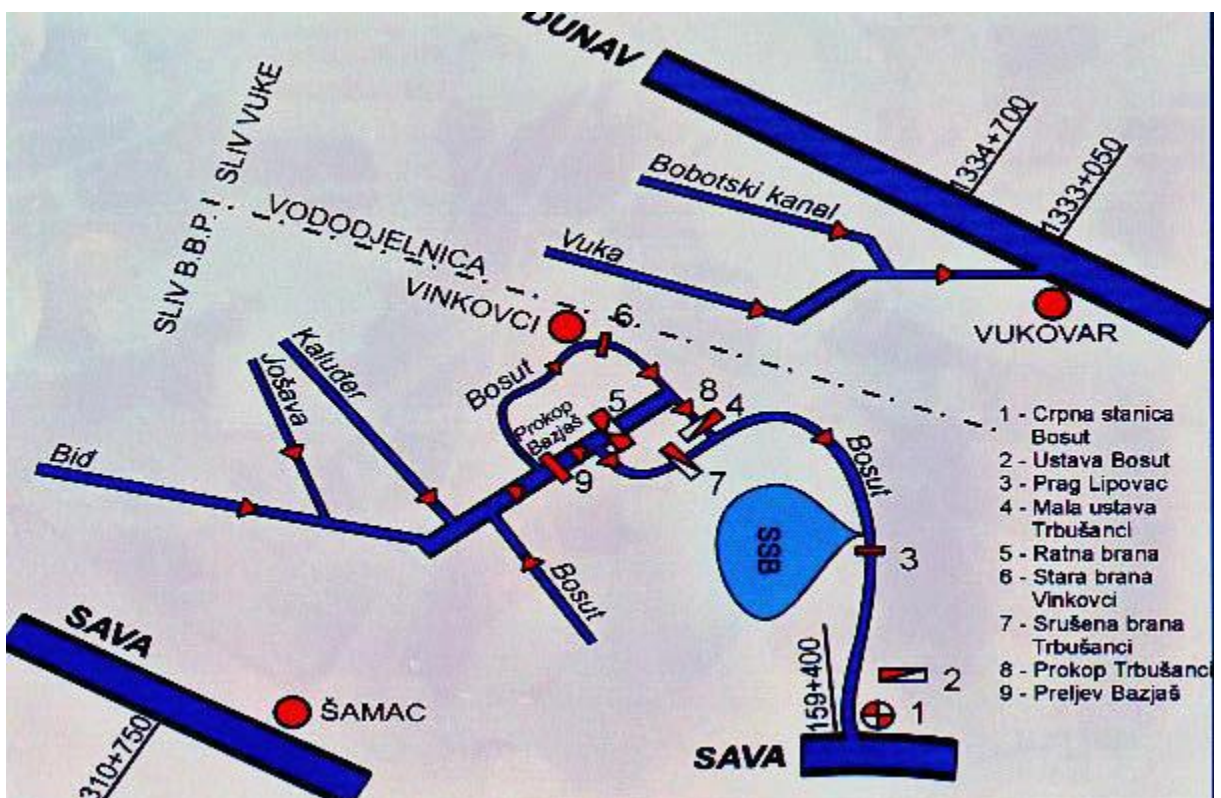 DUNAV
SLIV B.B.P. I SLIV VUKE
VODODJELNICA
1334+700
1333+050
Bobotski kanal
Vuka
VUKOVAR
VINKOVCI
6
Kaluđer
Jošava
Bosut
Prokop
Bazjaš
5
8
4
Biđ
9
7
Bosut
SSB
3
Bosut
SAVA
ŠAMAC
310+750
159+400
2
1
SAVA
1 - Crpna stanica
Bosut
2 - Ustava Bosut
3 - Prag Lipovac
4 - Mala ustava
Trbušanci
5 - Ratna brana
6 - Stara brana
Vinkovci
7 - Srušena brana
Trbušanci
8 - Prokop Trbušanci
9 - Preljev Bazjaš